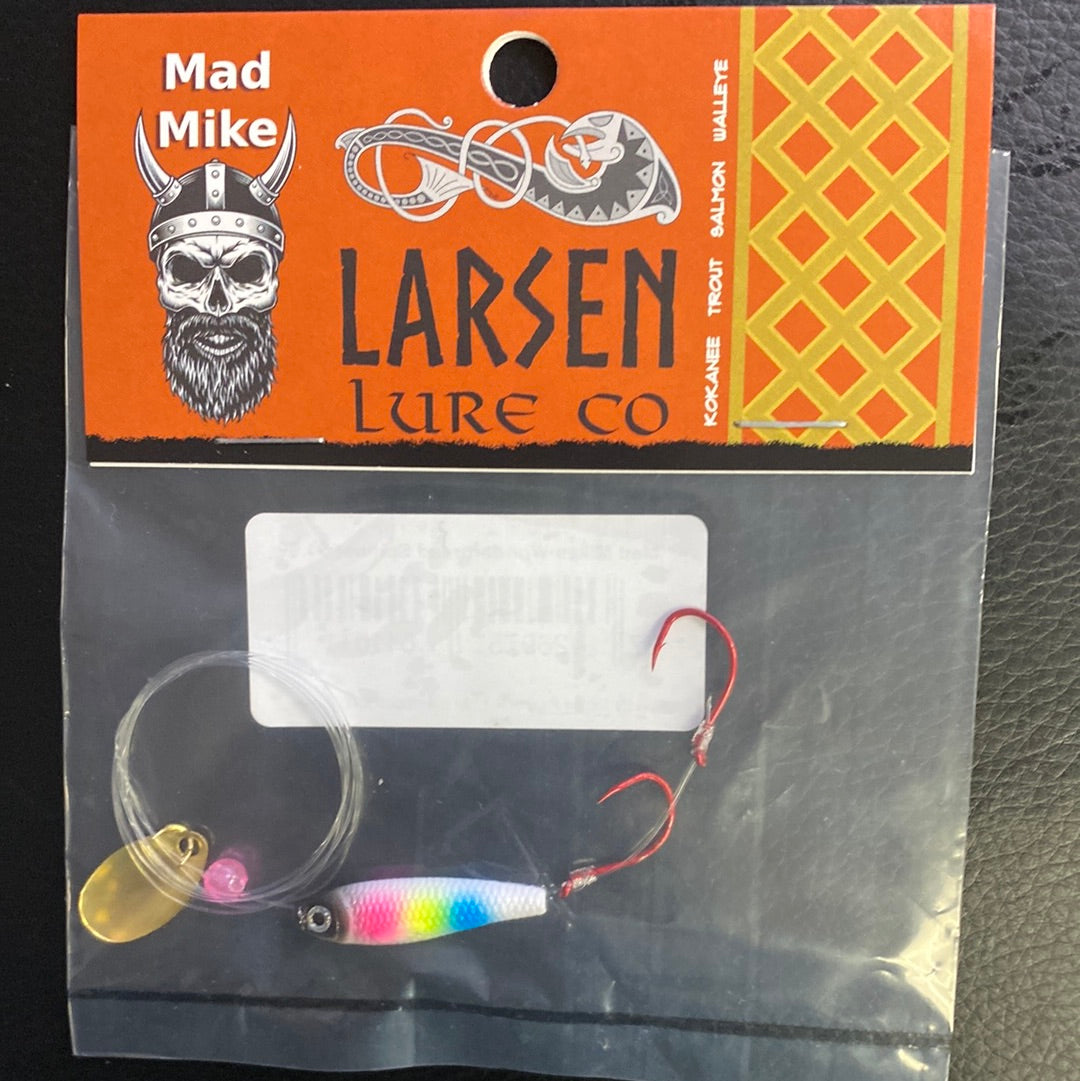 Mad
Mike
LARSEN
LURE CO
KOKANEE TROUT SALMON WALLEYE